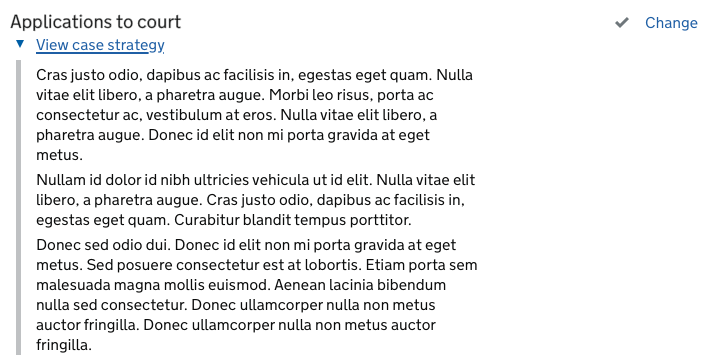 Applications to court
Change
View case strategy
Cras justo odio, dapibus ac facilisis in, egestas eget quam. Nulla
vitae elit libero, a pharetra augue. Morbi leo risus, porta ac
consectetur ac, vestibulum at eros. Nulla vitae elit libero, a
pharetra augue. Donec id elit non mi porta gravida at eget
metus.
Nullam id dolor id nibh ultricies vehicula ut id elit. Nulla vitae elit
libero, a pharetra augue. Cras justo odio, dapibus ac facilisis in,
egestas eget quam. Curabitur blandit tempus porttitor.
Donec sed odio dui. Donec id elit non mi porta gravida at eget
metus. Sed posuere consectetur est at lobortis. Etiam porta sem
malesuada magna mollis euismod. Aenean lacinia bibendum
nulla sed consectetur. Donec ullamcorper nulla non metus
auctor fringilla. Donec ullamcorper nulla non metus auctor
fringilla.